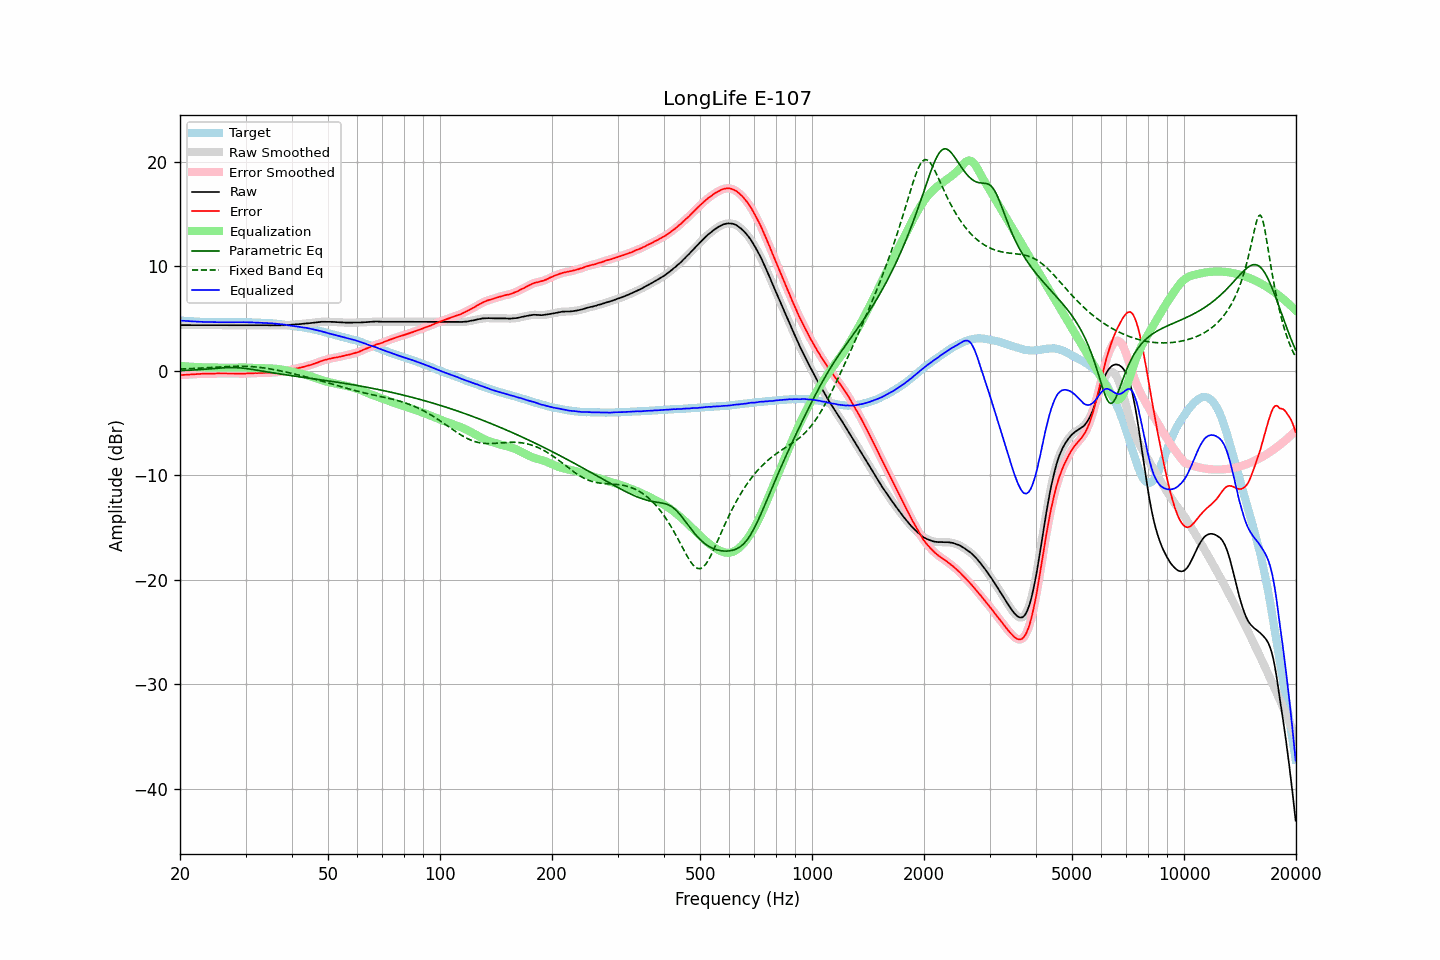 LongLife E-107
Target
Raw Smoothed
Error Smoothed
Raw
Error
Equalization
Parametric Eq
Fixed Band Eq
Equalized
Amplitude (dBr)
20
10
0
−10
−20
−30
−40
20 50 100 200 500 1000 2000 5000 10000 20000
Frequency (Hz)